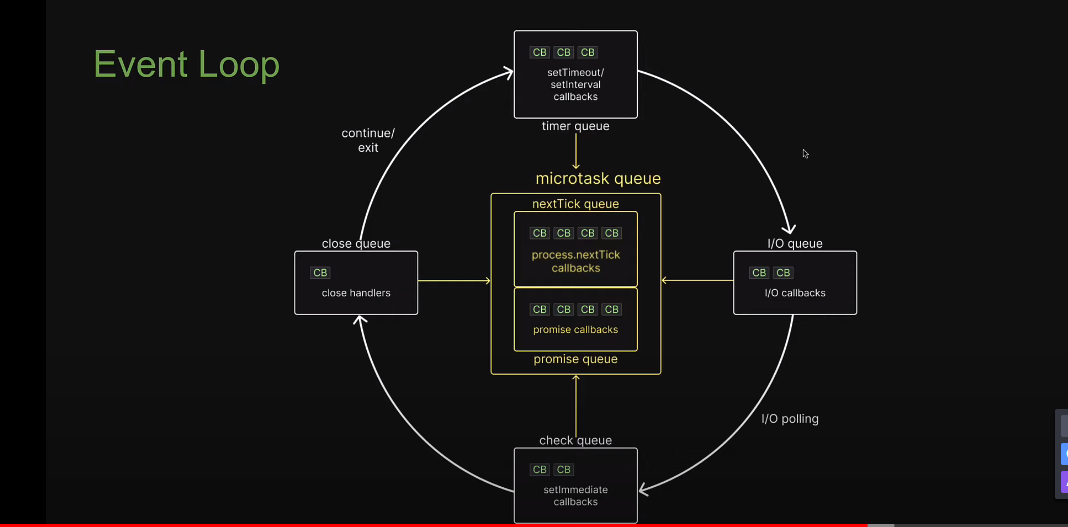 Event Loop
CB CB CB
setTimeout/
setInterval
callbacks
timer queue
continue/
exit
microtask queue
nextTick queue
CB CB CB CB
process.nextTick
callbacks
CB CB CB CB
promise callbacks
promise queue
close queue
CB
close handlers
I/O queue
CB CB
I/O callbacks
I/O polling
check queue
CB CB
setImmediate
callbacks